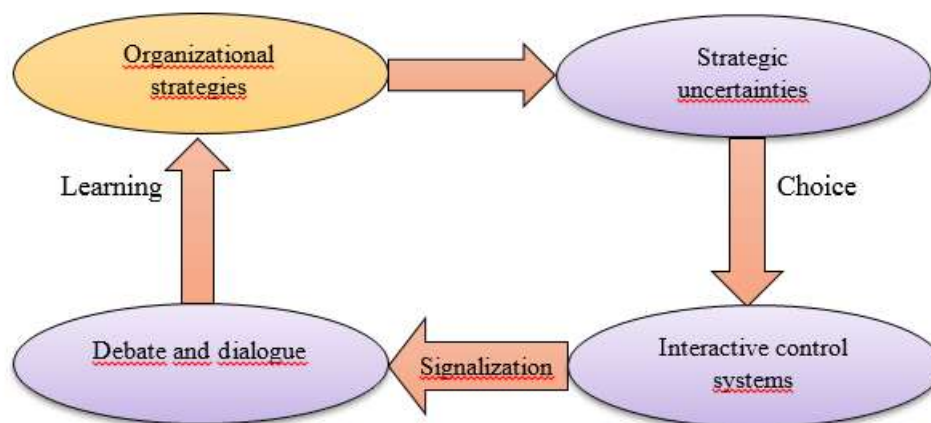 Organizational
strategies
Strategic
uncertainties
Learning
Choice
Debate and dialogue
Signalization
Interactive control
systems